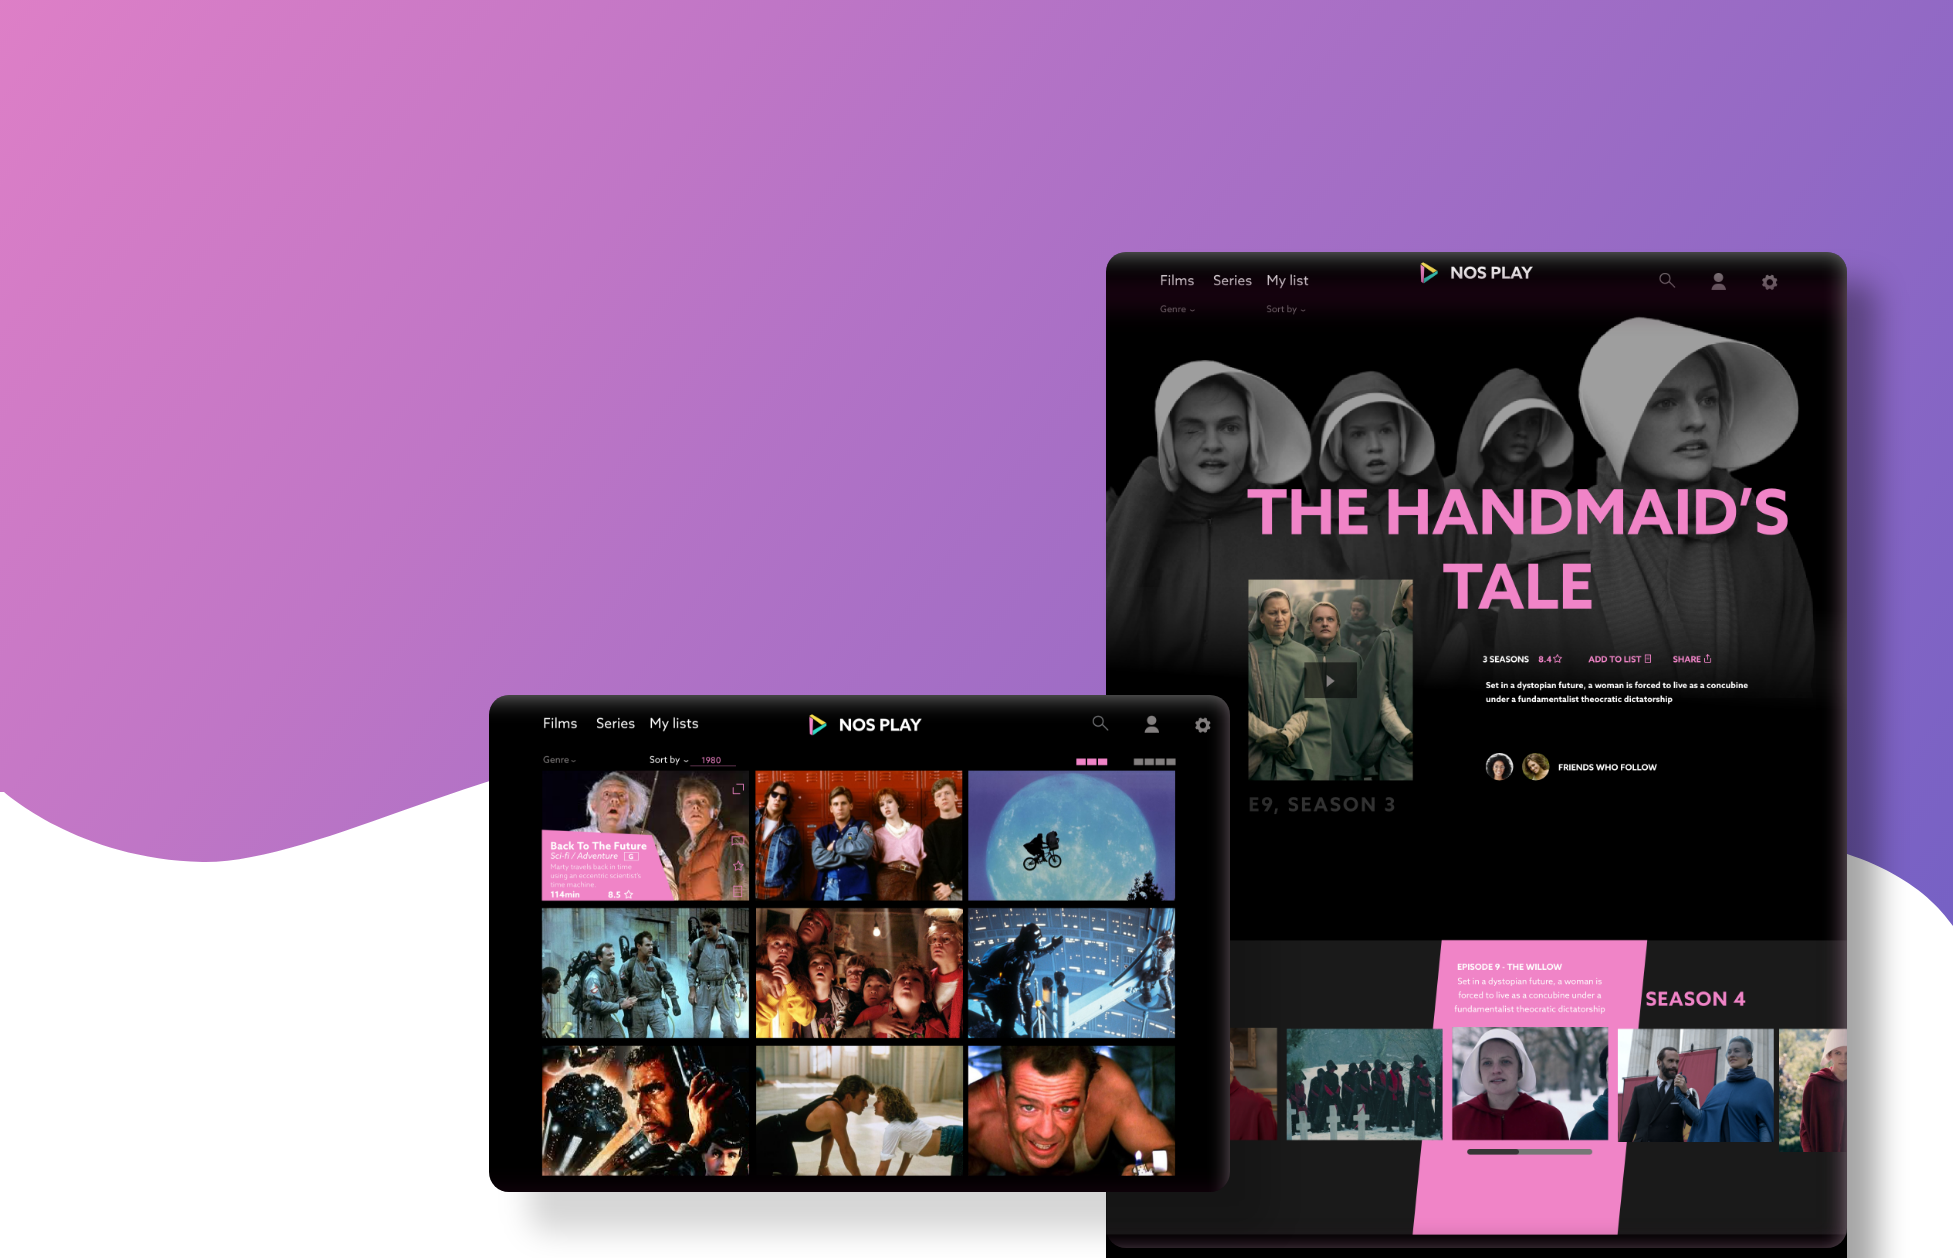 Films Series My list
NOS PLAY
Genre
Sort by
THE HANDMAID'S
TALE
3 SEASONS 8.4 ADD TO LIST SHARE
Set in a dystopian future, a woman is forced to live as a concubine
under a fundamentalist theocratic dictatorship
FRIENDS WHO FOLLOW
E9, SEASON 3
EPISODE 9 - THE WILLOW
Set in a dystopian future, a woman is
forced to live as a concubine under a
fundamentalist theocratic dictatorship
SEASON 4
Films Series My lists
NOS PLAY
Genre
Sort by 1980
Back To The Future
Sci-fi / Adventure G
Marty travels back in time
using an eccentric scientist's
time machine.
114min 8.5